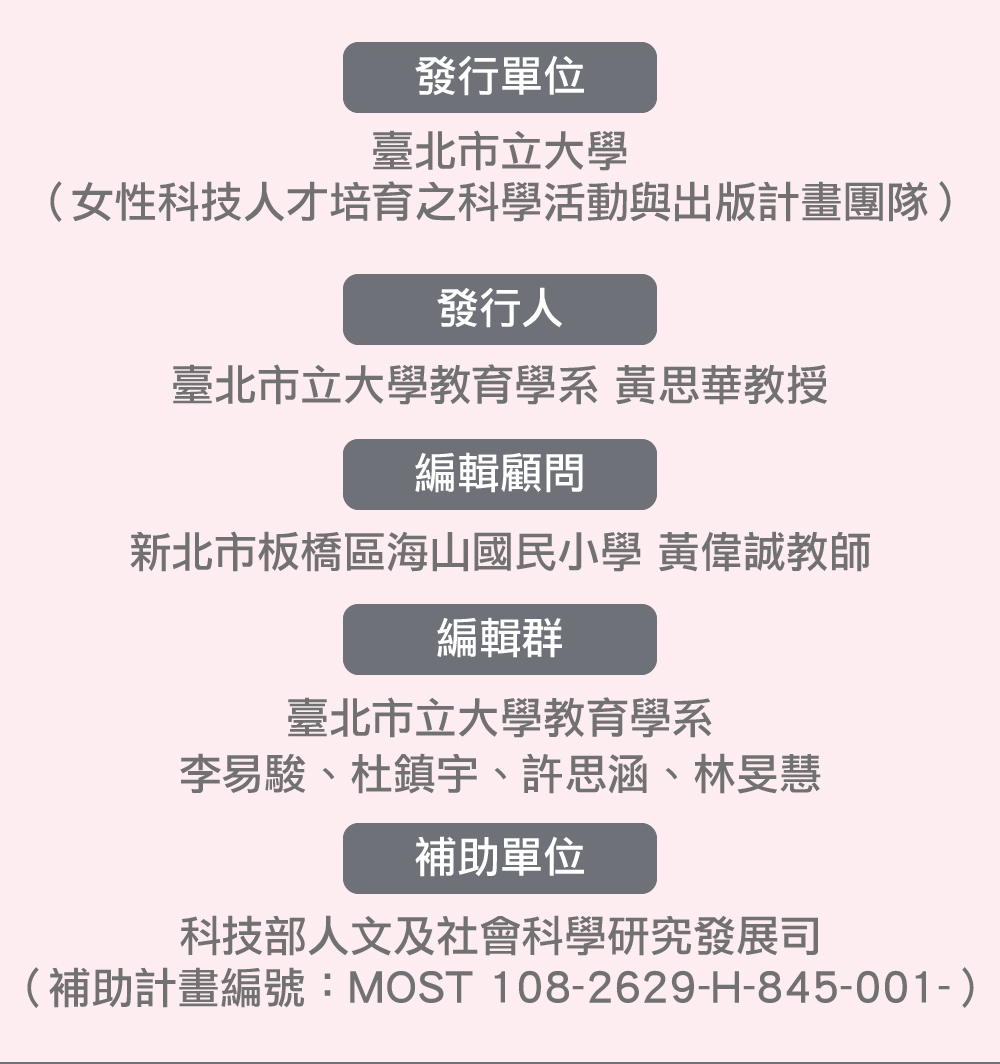 發行單位
臺北市立大學
（女性科技人才培育之科學活動與出版計畫團隊）
發行人
臺北市立大學教育學系 黃思華教授
編輯顧問
新北市板橋區海山國民小學 黃偉誠教師
編輯群
臺北市立大學教育學系
李易駿、杜鎮宇、許思涵、林旻慧
補助單位
科技部人文及社會科學研究發展司
（補助計畫編號：MOST 108-2629-H-845-001-）